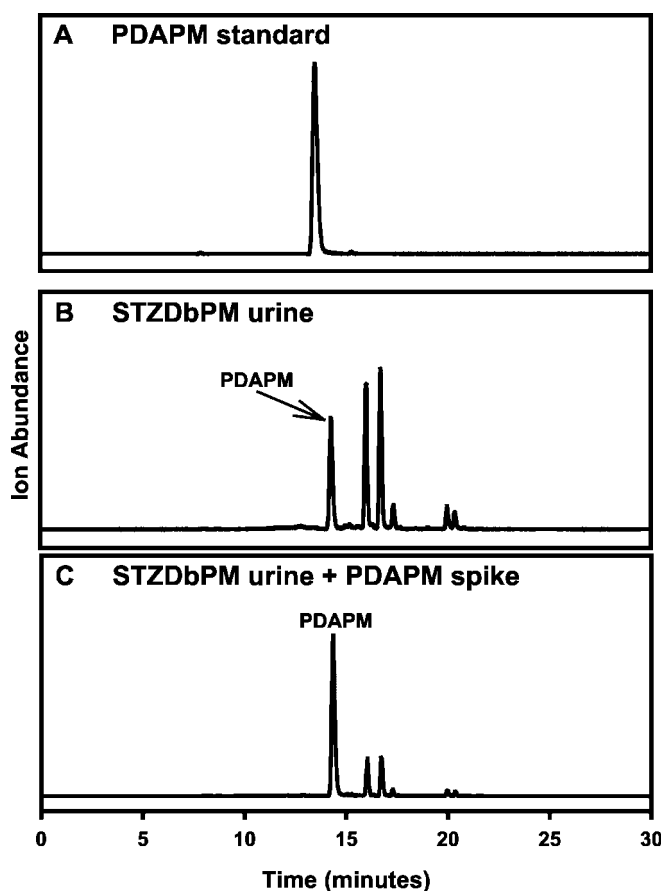 A PDAPM standard
B STZDbPM urine
PDAPM
Ion Abundance
C STZDbPM urine + PDAPM spike
PDAPM
0 5 10 15 20 25 30
Time (minutes)